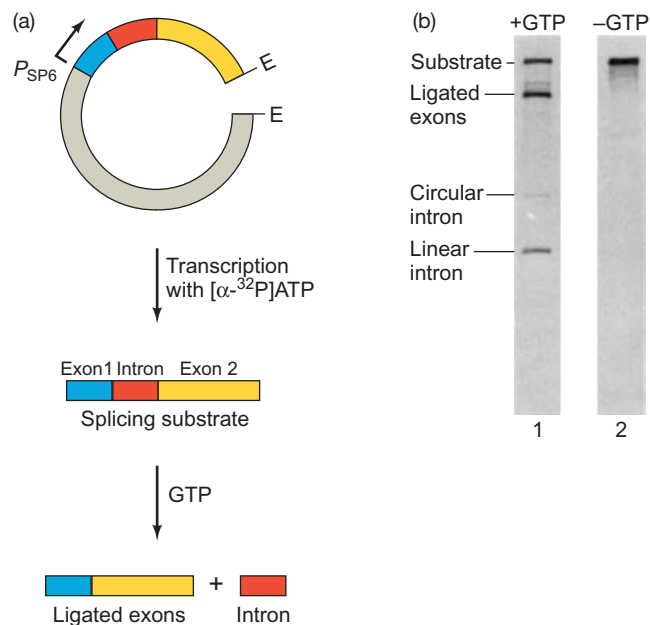 (a)
P SP6
E
E
Transcription
with [α-³²P]ATP
Exon1 Intron Exon 2
Splicing substrate
GTP
+
Ligated exons Intron
(b)
+GTP –GTP
Substrate
Ligated
exons
Circular
intron
Linear
intron
1 2